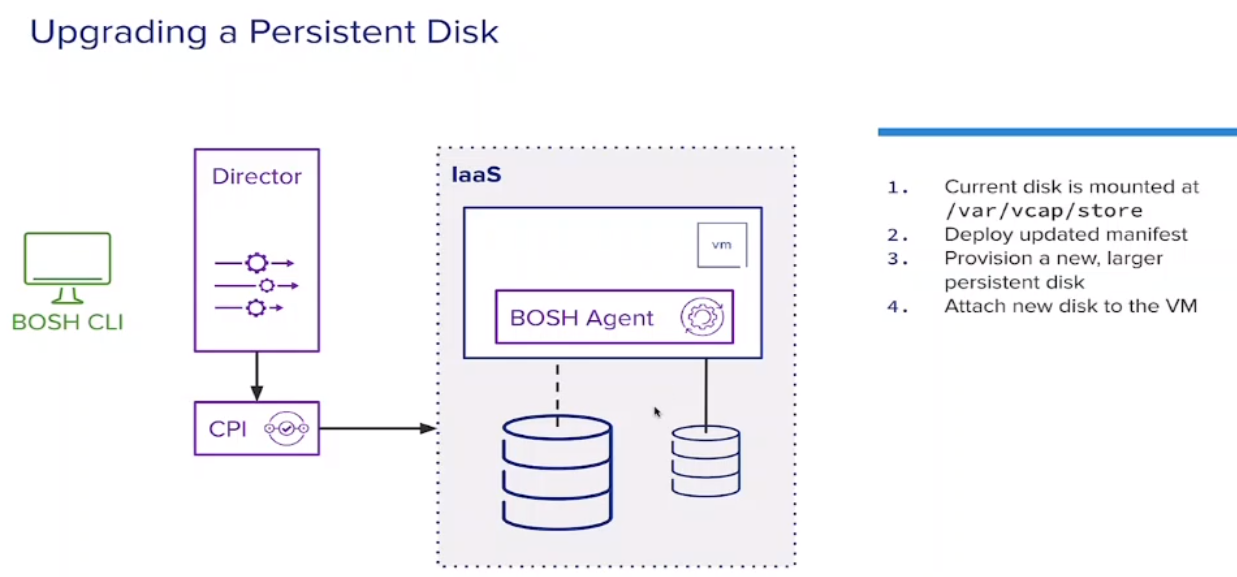 Upgrading a Persistent Disk
Director
IaaS
vm
BOSH Agent
BOSH CLI
CPI
1. Current disk is mounted at
/var/vcap/store
2. Deploy updated manifest
3. Provision a new, larger
persistent disk
4. Attach new disk to the VM